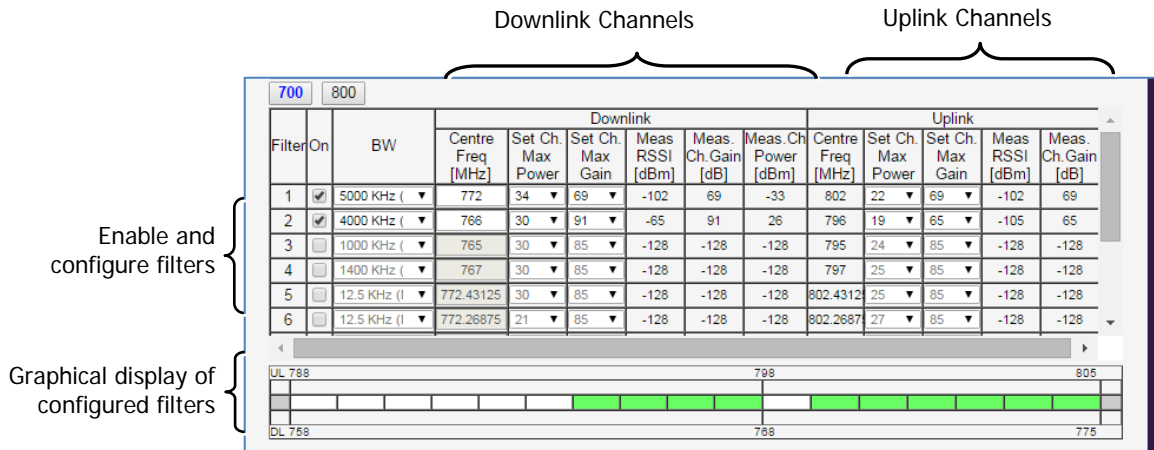 Downlink Channels Uplink Channels
700 800
Downlink Uplink
Filter On BW Centre Freq [MHz] Set Ch. Max Power Set Ch. Max Gain Meas RSSI [dBm] Meas. Ch.Gain [dB] Meas.Ch Power [dBm] Centre Freq [MHz] Set Ch. Max Power Set Ch. Max Gain Meas RSSI [dBm] Meas. Ch.Gain [dB]
1 5000 KHz ( 772 34 69 -102 69 -33 802 22 69 -102 69
2 4000 KHz ( 766 30 91 -65 91 26 796 19 65 -105 65
3 1000 KHz ( 765 30 85 -128 -128 -128 795 24 85 -128 -128
4 1400 KHz ( 767 30 85 -128 -128 -128 797 25 85 -128 -128
5 12.5 KHz (I 772.43125 30 85 -128 -128 -128 802.4312 25 85 -128 -128
6 12.5 KHz (I 772.26875 21 85 -128 -128 -128 802.2687 27 85 -128 -128
Enable and
configure filters
Graphical display of
configured filters
UL 788 798 805
DL 758 768 775